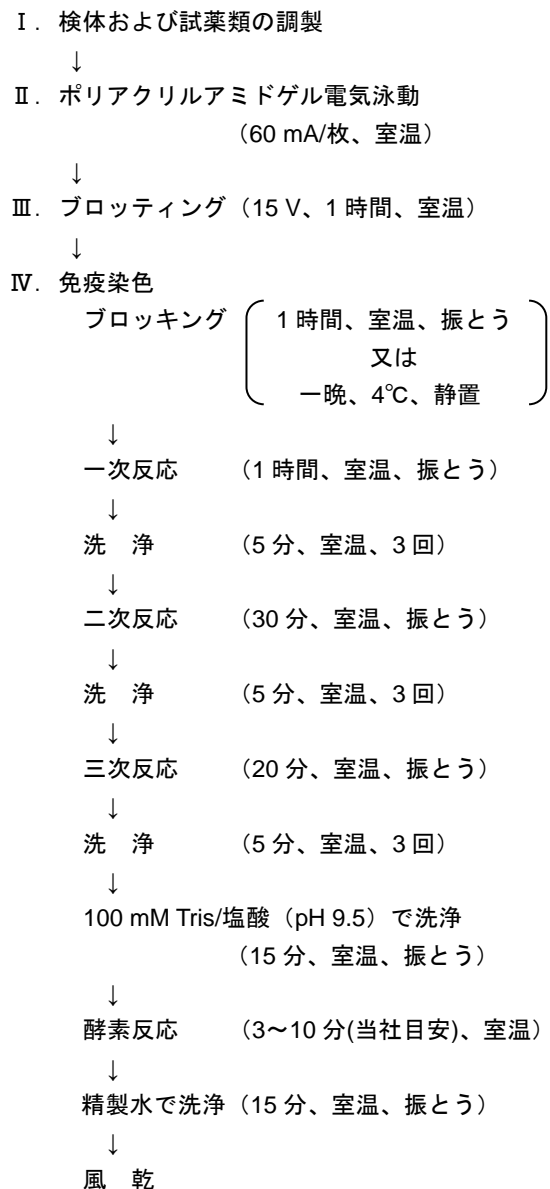 Ⅰ．検体および試薬類の調製
↓
Ⅱ．ポリアクリルアミドゲル電気泳動
（60 mA/枚、室温）
↓
Ⅲ．ブロッティング（15 V、1 時間、室温）
↓
Ⅳ．免疫染色
ブロッキング（1 時間、室温、振とう
又は
一晩、4℃、静置）
↓
一次反応　（1 時間、室温、振とう）
↓
洗　浄　（5 分、室温、3 回）
↓
二次反応　（30 分、室温、振とう）
↓
洗　浄　（5 分、室温、3 回）
↓
三次反応　（20 分、室温、振とう）
↓
洗　浄　（5 分、室温、3 回）
↓
100 mM Tris/塩酸（pH 9.5）で洗浄
（15 分、室温、振とう）
↓
酵素反応　（3～10 分(当社目安)、室温）
↓
精製水で洗浄（15 分、室温、振とう）
↓
風　乾